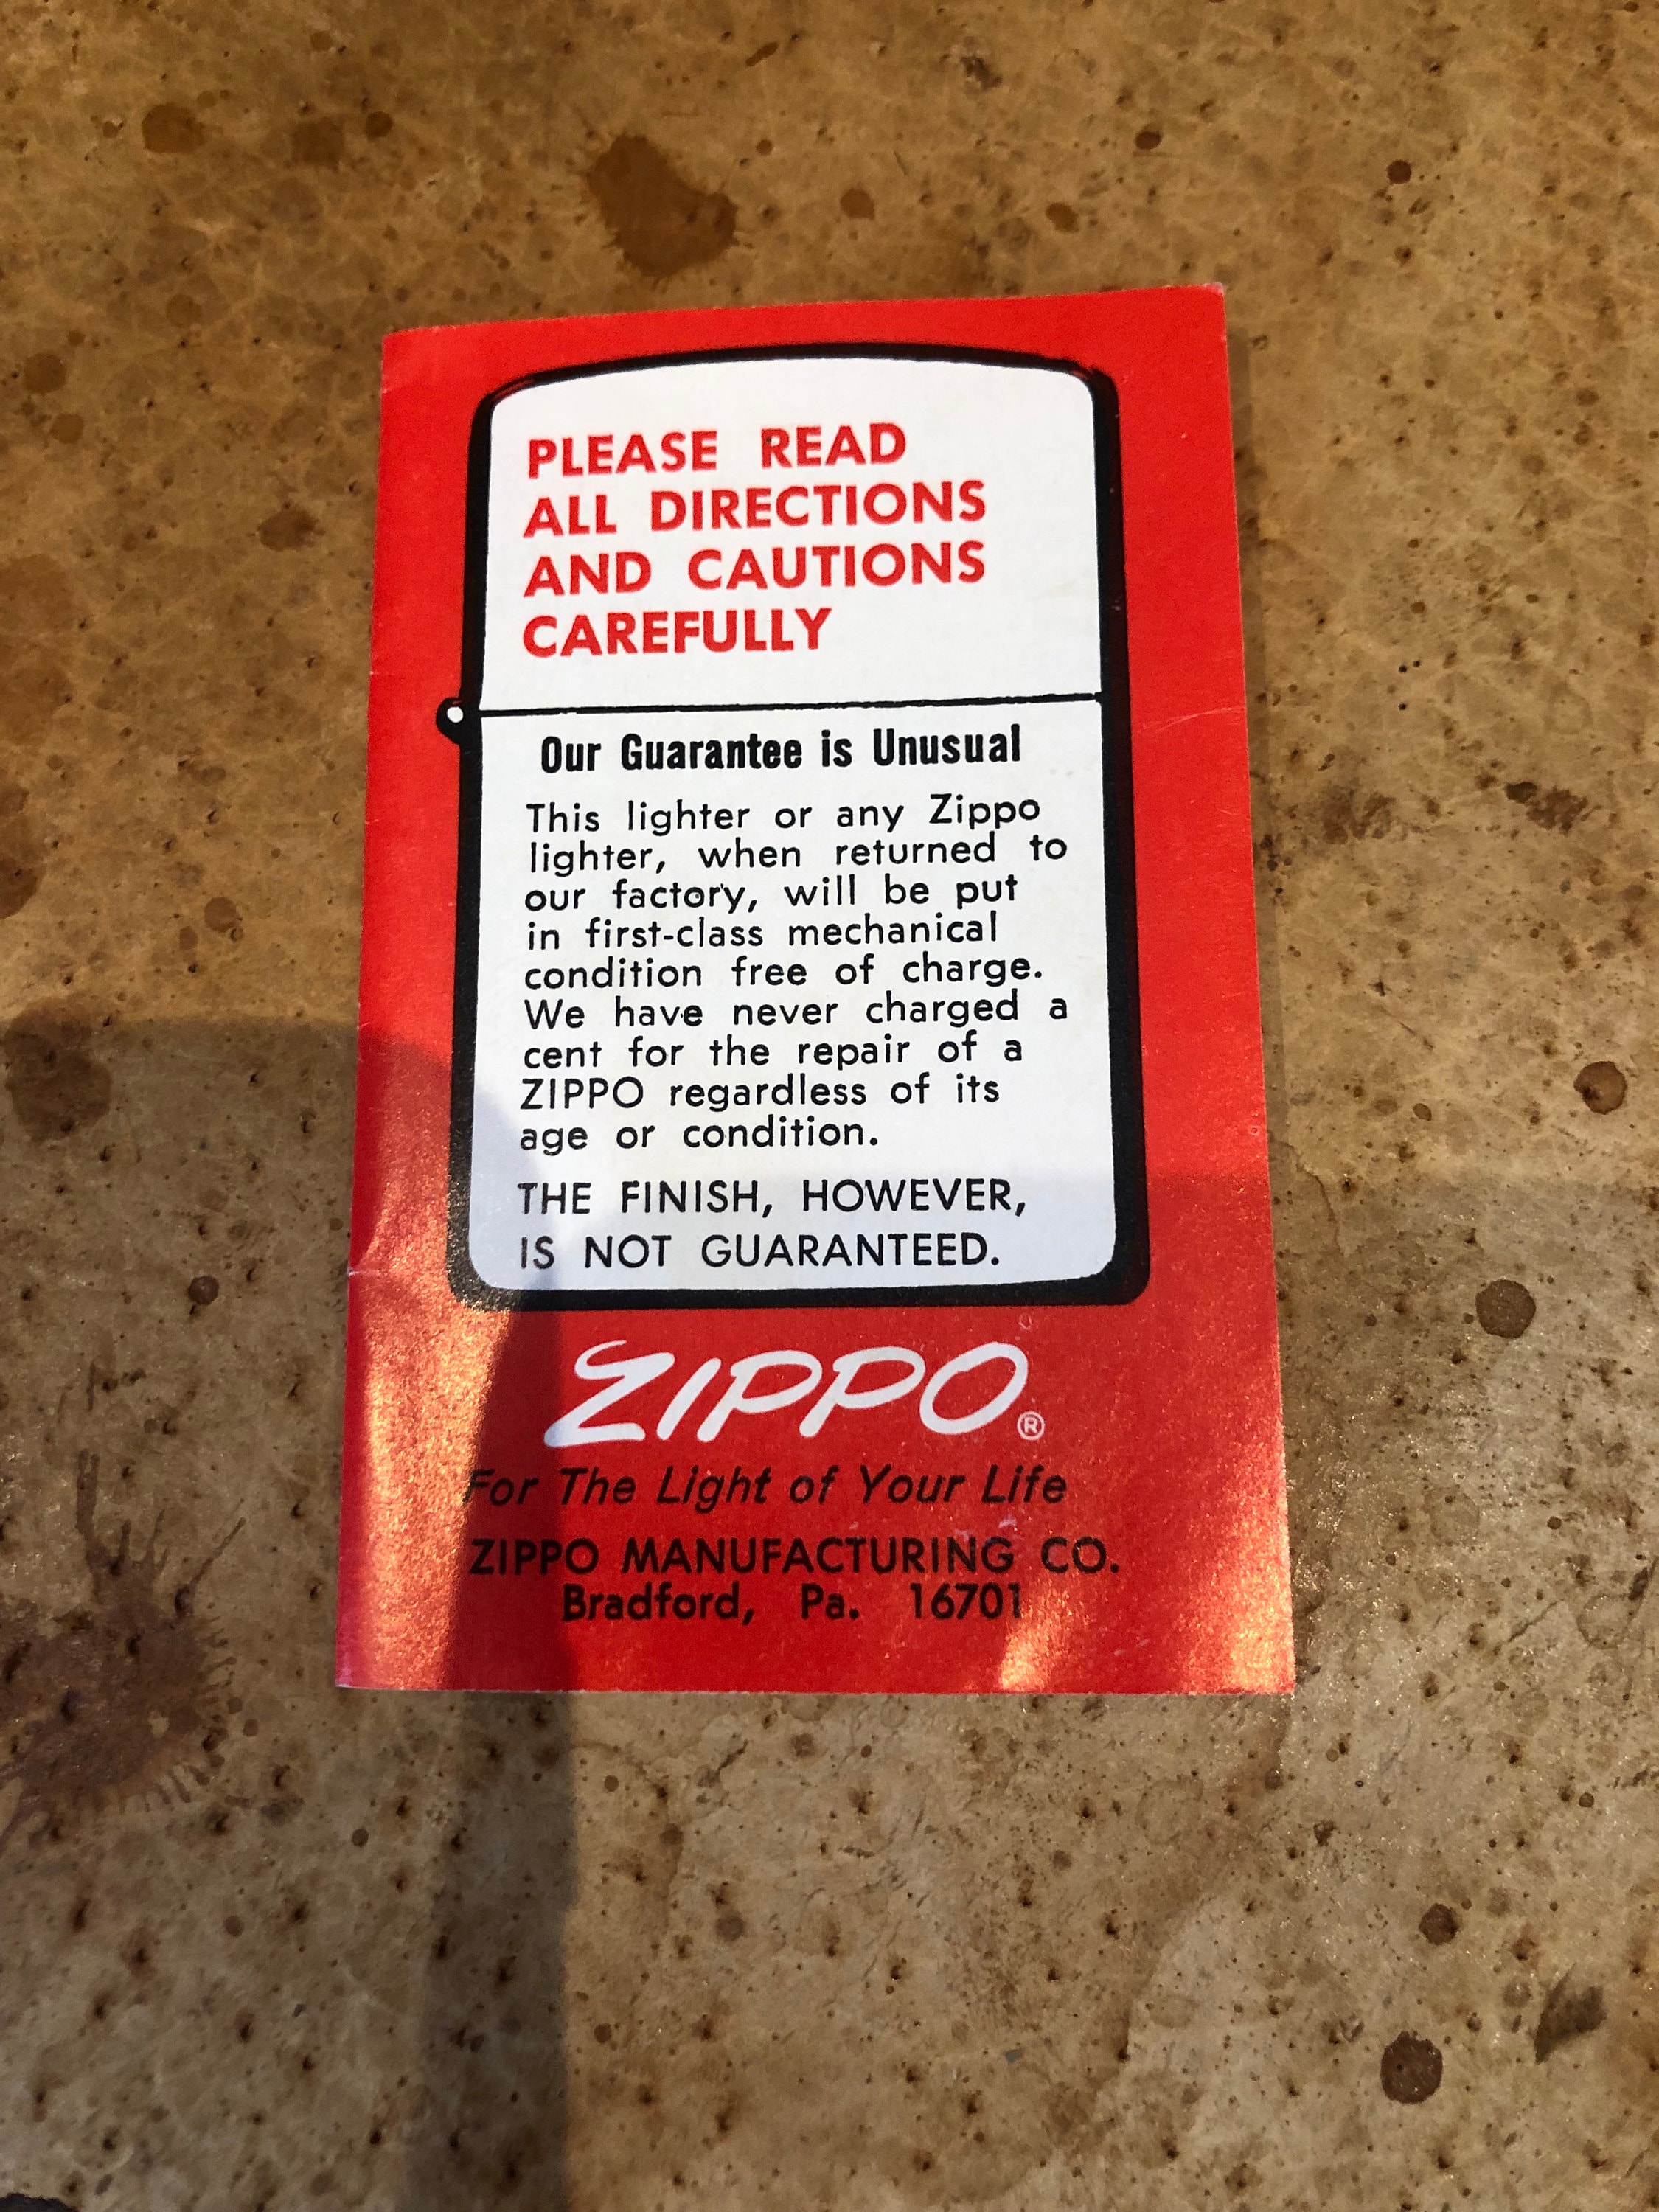 PLEASE READ
ALL DIRECTIONS
AND CAUTIONS
CAREFULLY
Our Guarantee is Unusual
This lighter or any Zippo
lighter, when returned to
our factory, will be put
in first-class mechanical
condition free of charge.
We have never charged a
cent for the repair of a
ZIPPO regardless of its
age or condition.
THE FINISH, HOWEVER,
IS NOT GUARANTEED.
ZIPPO®
For The Light of Your Life
ZIPPO MANUFACTURING CO.
Bradford, Pa. 16701